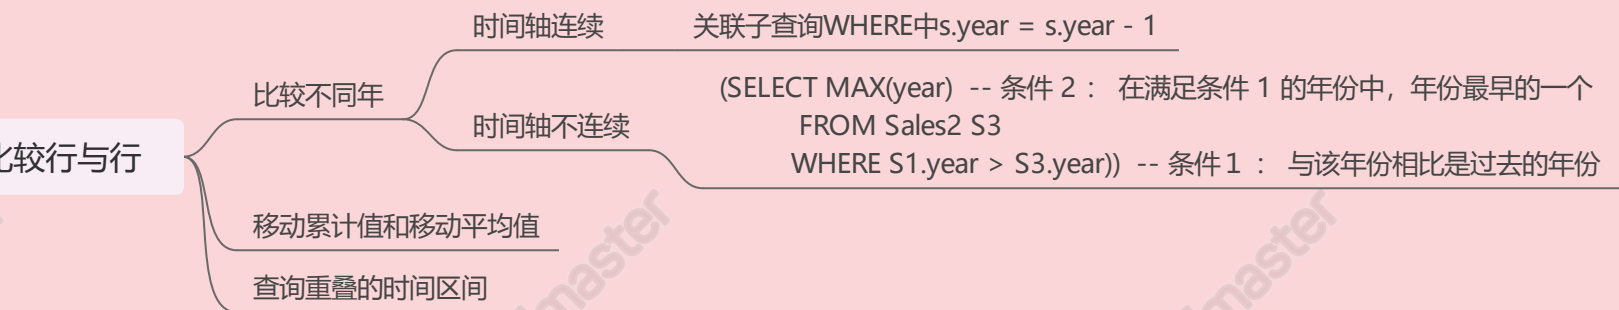 时间轴连续 关联子查询WHERE中s.year = s.year - 1
比较不同年
(SELECT MAX(year) -- 条件 2 : 在满足条件 1 的年份中，年份最早的一个
时间轴不连续 FROM Sales2 S3
WHERE S1.year > S3.year)) -- 条件 1 : 与该年份相比是过去的年份
比较行与行
移动累计值和移动平均值
查询重叠的时间区间